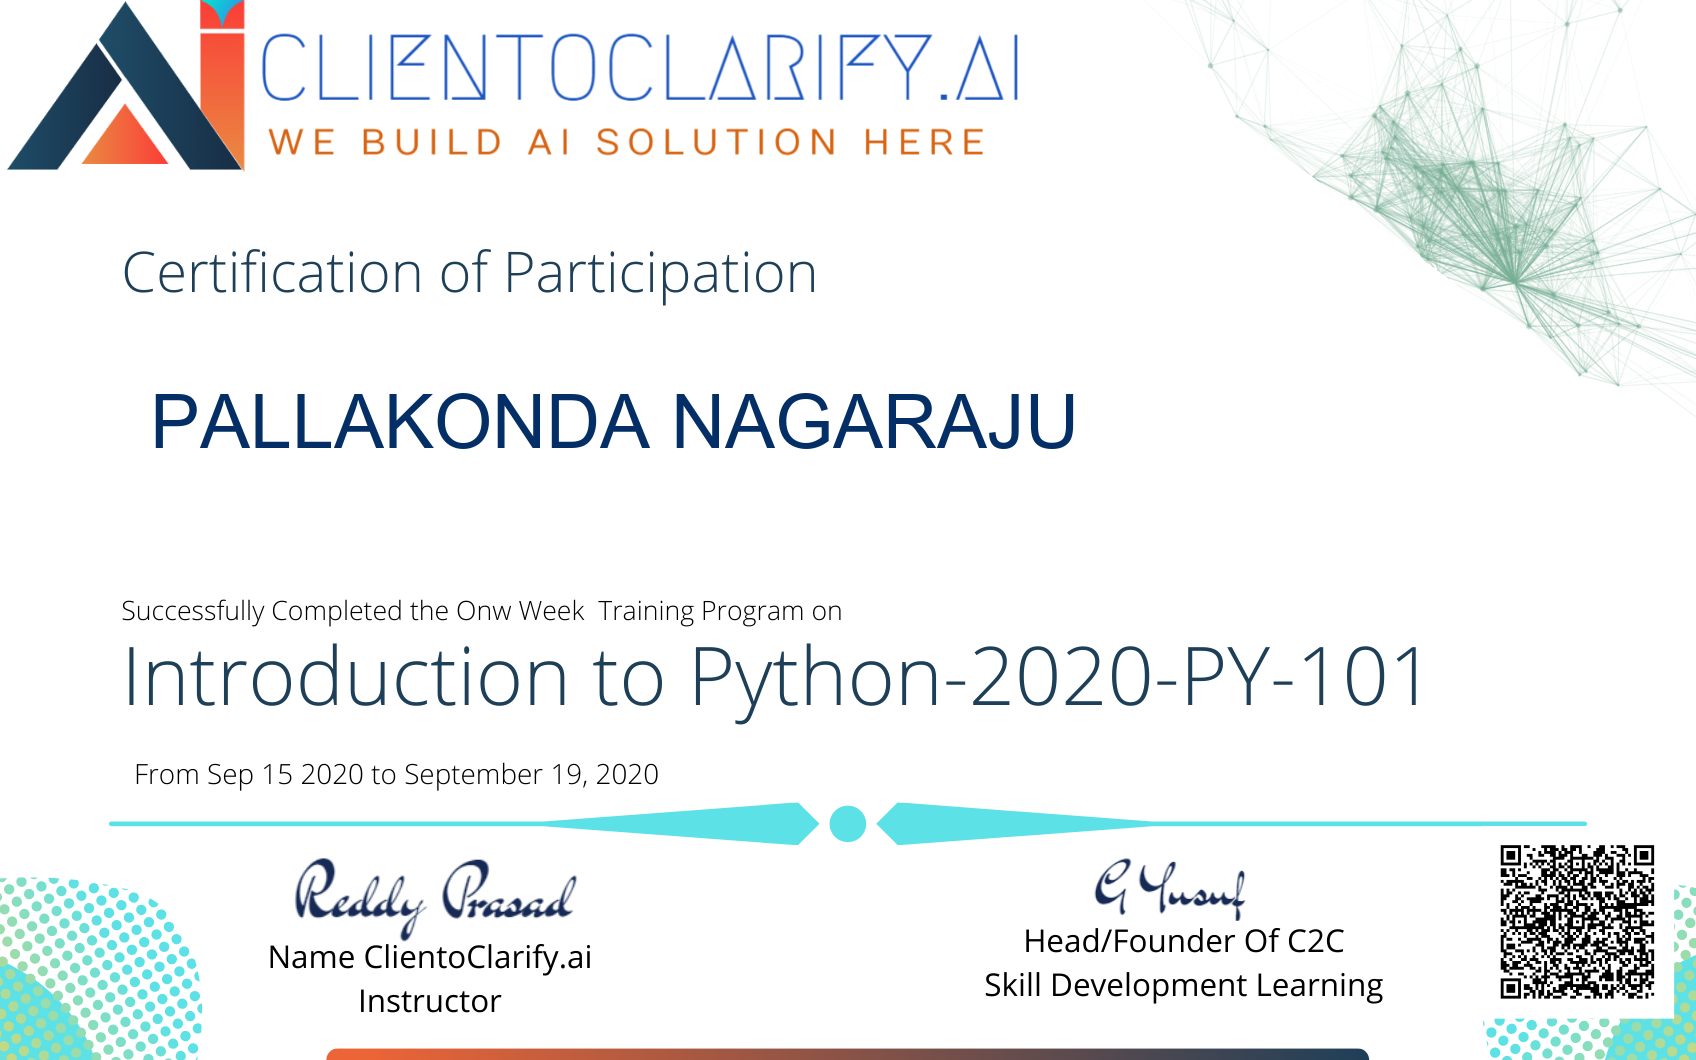 CLIENTOCLARIFY.AI
WE BUILD AI SOLUTION HERE
Certification of Participation
PALLAKONDA NAGARAJU
Successfully Completed the Onw Week  Training Program on
Introduction to Python-2020-PY-101
From Sep 15 2020 to September 19, 2020
Reddy Prasad
Name ClientoClarify.ai
Instructor
G Yusuf
Head/Founder Of C2C
Skill Development Learning